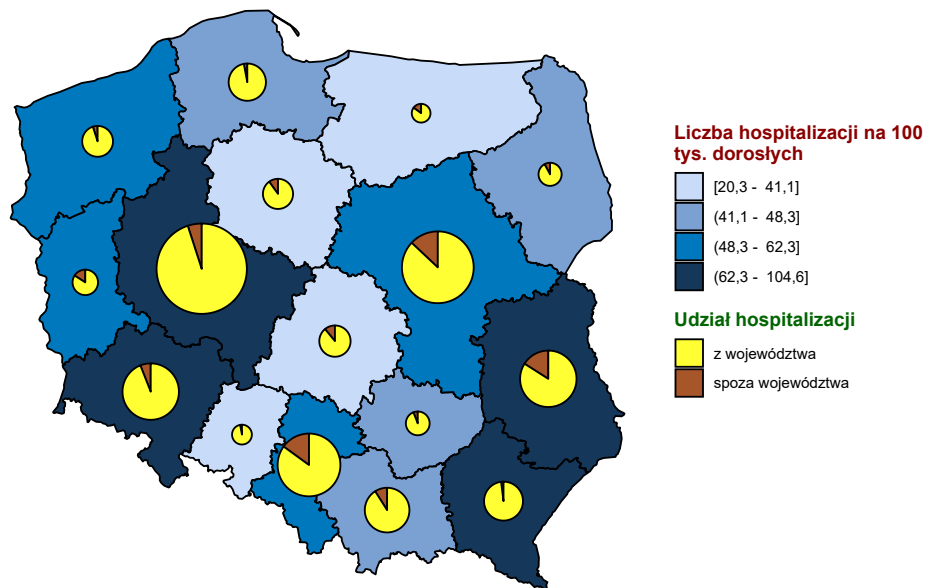 Liczba hospitalizacji na 100
tys. dorosłych
[20,3 - 41,1]
(41,1 - 48,3]
(48,3 - 62,3]
(62,3 - 104,6]
Udział hospitalizacji
z województwa
spoza województwa